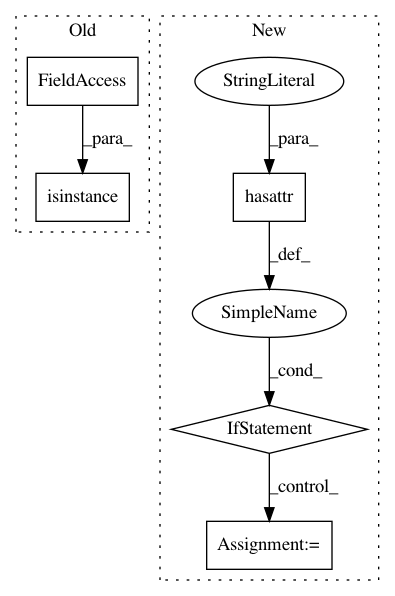 Old
New
FieldAccess
StringLiteral
_para_
_para_
isinstance
hasattr
_def_
SimpleName
_cond_
IfStatement
_control_
Assignment:=